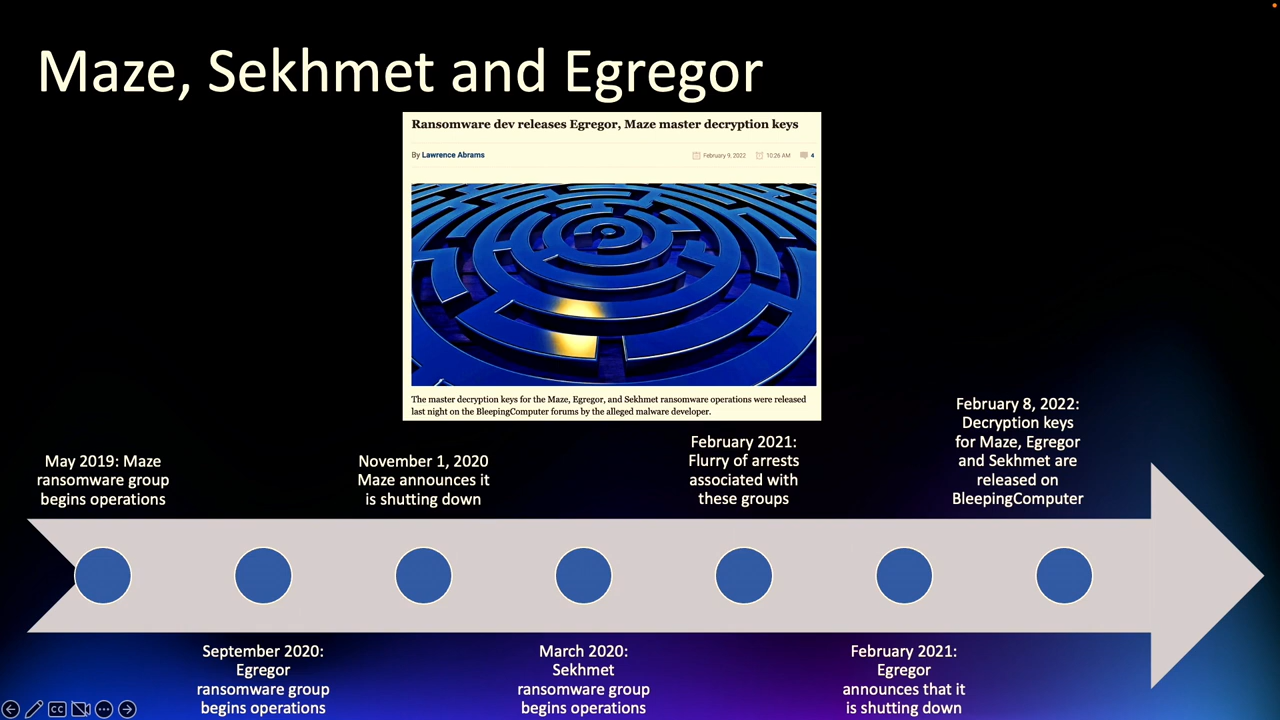 Maze, Sekhmet and Egregor
Ransomware dev releases Egregor, Maze master decryption keys
By Lawrence Abrams
February 9, 2022
10:26 AM
4
The master decryption keys for the Maze, Egregor, and Sekhmet ransomware operations were released
last night on the BleepingComputer forums by the alleged malware developer.
May 2019: Maze
ransomware group
begins operations
September 2020:
Egregor
ransomware group
begins operations
November 1, 2020
Maze announces it
is shutting down
March 2020:
Sekhmet
ransomware group
begins operations
February 2021:
Flurry of arrests
associated with
these groups
February 2021:
Egregor
announces that it
is shutting down
February 8, 2022:
Decryption keys
for Maze, Egregor
and Sekhmet are
released on
BleepingComputer
CC